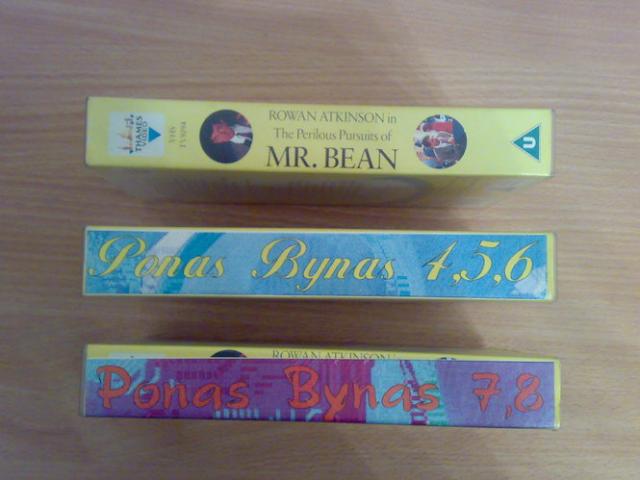 THAMES
VIDEO
VHS
ROWAN ATKINSON in
The Perilous Pursuits of
MR. BEAN
U
Ponas Bynas 4,5,6
ROWAN ATKINSON
Ponas Bynas 7,8